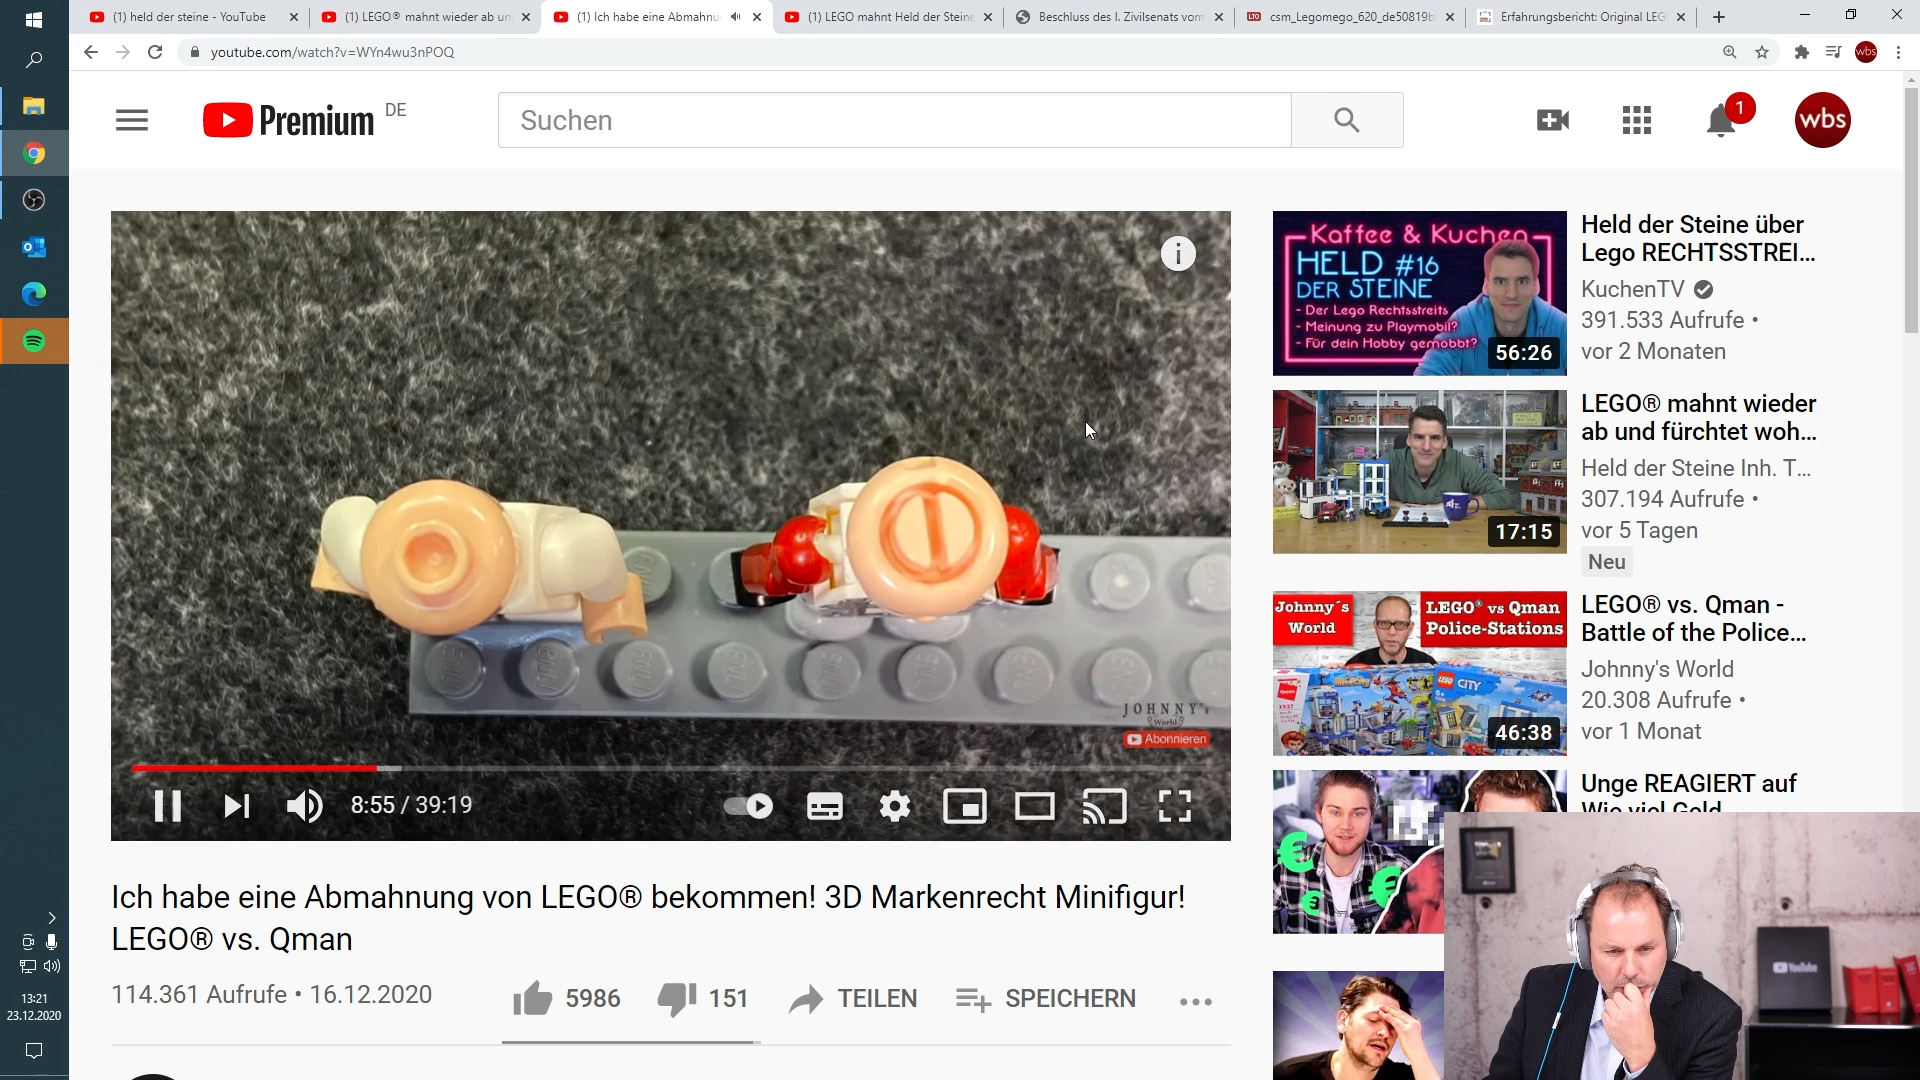 (1) held der steine - YouTube
(1) LEGO® mahnt wieder ab un
(1) Ich habe eine Abmahnu
(1) LEGO mahnt Held der Steine
Beschluss des I. Zivilsenats vom
LTO
csm_Legomego_620_de50819b
Erfahrungsbericht: Original LEG
youtube.com/watch?v=WYn4wu3nPOQ
wbs
Premium
DE
Suchen
1
wbs
Kaffee & Kuchen
HELD #16
DER STEINE
- Der Lego Rechtsstreits
- Meinung zu Playmobil?
- Für dein Hobby gemobbt?
56:26
Held der Steine über
Lego RECHTSSTREI...
KuchenTV
391.533 Aufrufe •
vor 2 Monaten
17:15
LEGO® mahnt wieder
ab und fürchtet woh...
Held der Steine Inh. T...
307.194 Aufrufe •
vor 5 Tagen
Neu
Johnny´s
World
LEGO® vs Qman
Police-Stations
LEGO
CITY
46:38
LEGO® vs. Qman -
Battle of the Police...
Johnny's World
20.308 Aufrufe •
vor 1 Monat
Unge REAGIERT auf
JOHNNY's
World
Abonnieren
8:55 / 39:19
Ich habe eine Abmahnung von LEGO® bekommen! 3D Markenrecht Minifigur!
LEGO® vs. Qman
114.361 Aufrufe • 16.12.2020
5986
151
TEILEN
SPEICHERN
YouTube
13:21
23.12.2020